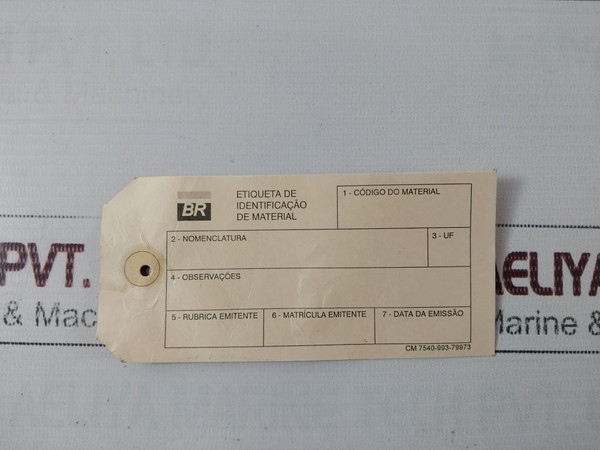 BR
ETIQUETA DE
IDENTIFICAÇÃO
DE MATERIAL
1 - CÓDIGO DO MATERIAL
2 - NOMENCLATURA
3 - UF
4 - OBSERVAÇÕES
5 - RUBRICA EMITENTE
6 - MATRÍCULA EMITENTE
7 - DATA DA EMISSÃO
CM 7540-993-79973
PVT.
& Mac
AELIYA
Marine &